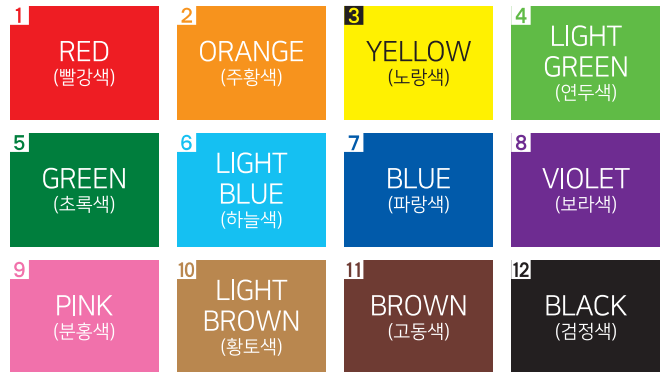 1
RED
(빨강색)
2
ORANGE
(주황색)
3
YELLOW
(노랑색)
4
LIGHT
GREEN
(연두색)
5
GREEN
(초록색)
6
LIGHT
BLUE
(하늘색)
7
BLUE
(파랑색)
8
VIOLET
(보라색)
9
PINK
(분홍색)
10
LIGHT
BROWN
(황토색)
11
BROWN
(고동색)
12
BLACK
(검정색)